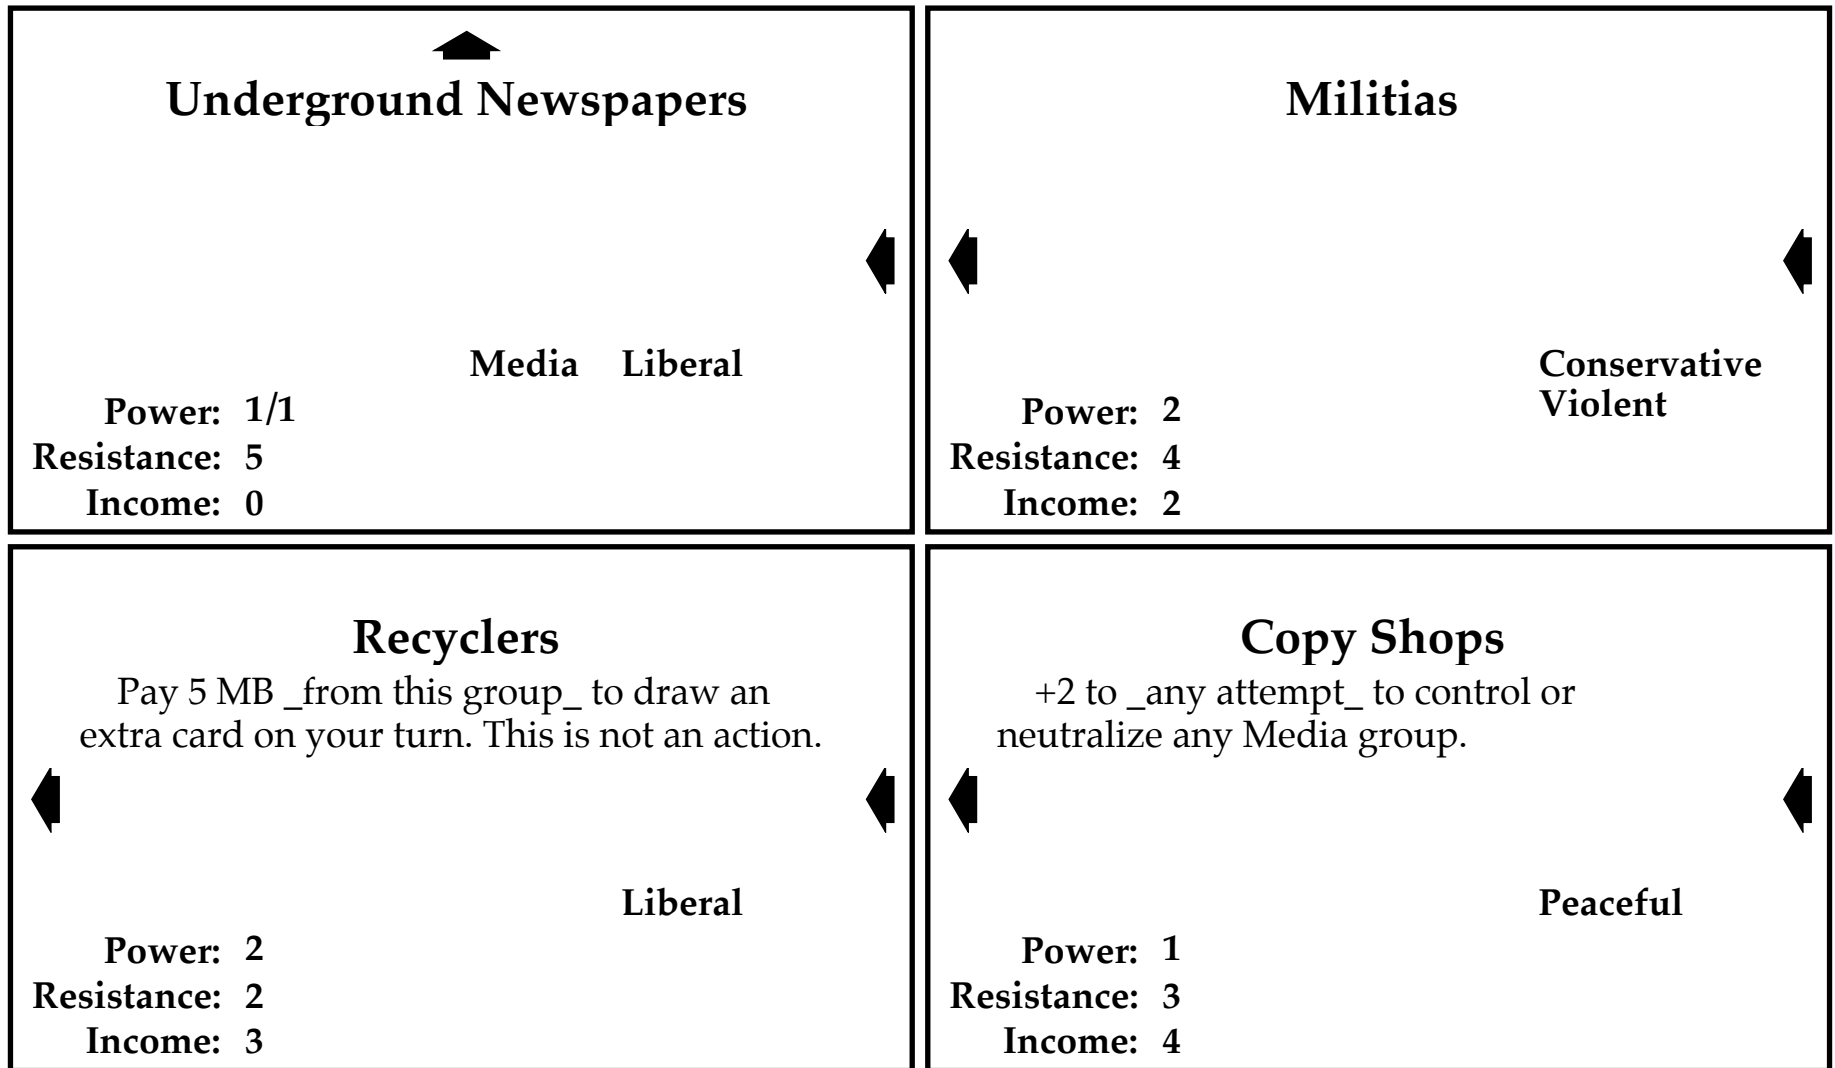 Underground Newspapers
Media Liberal
Power: 1/1
Resistance: 5
Income: 0
Militias
Conservative
Violent
Power: 2
Resistance: 4
Income: 2
Recyclers
Pay 5 MB _from this group_ to draw an
extra card on your turn. This is not an action.
Liberal
Power: 2
Resistance: 2
Income: 3
Copy Shops
+2 to _any attempt_ to control or
neutralize any Media group.
Peaceful
Power: 1
Resistance: 3
Income: 4